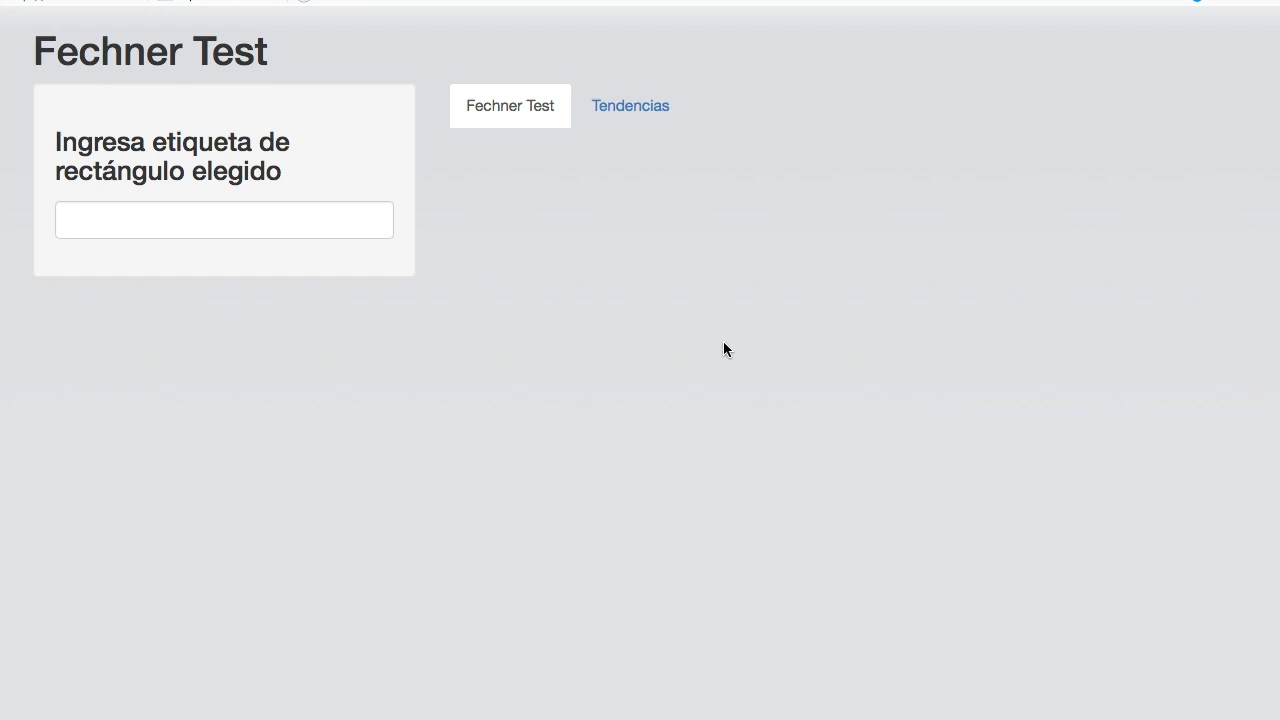 Fechner Test
Ingresa etiqueta de
rectángulo elegido
Fechner Test
Tendencias